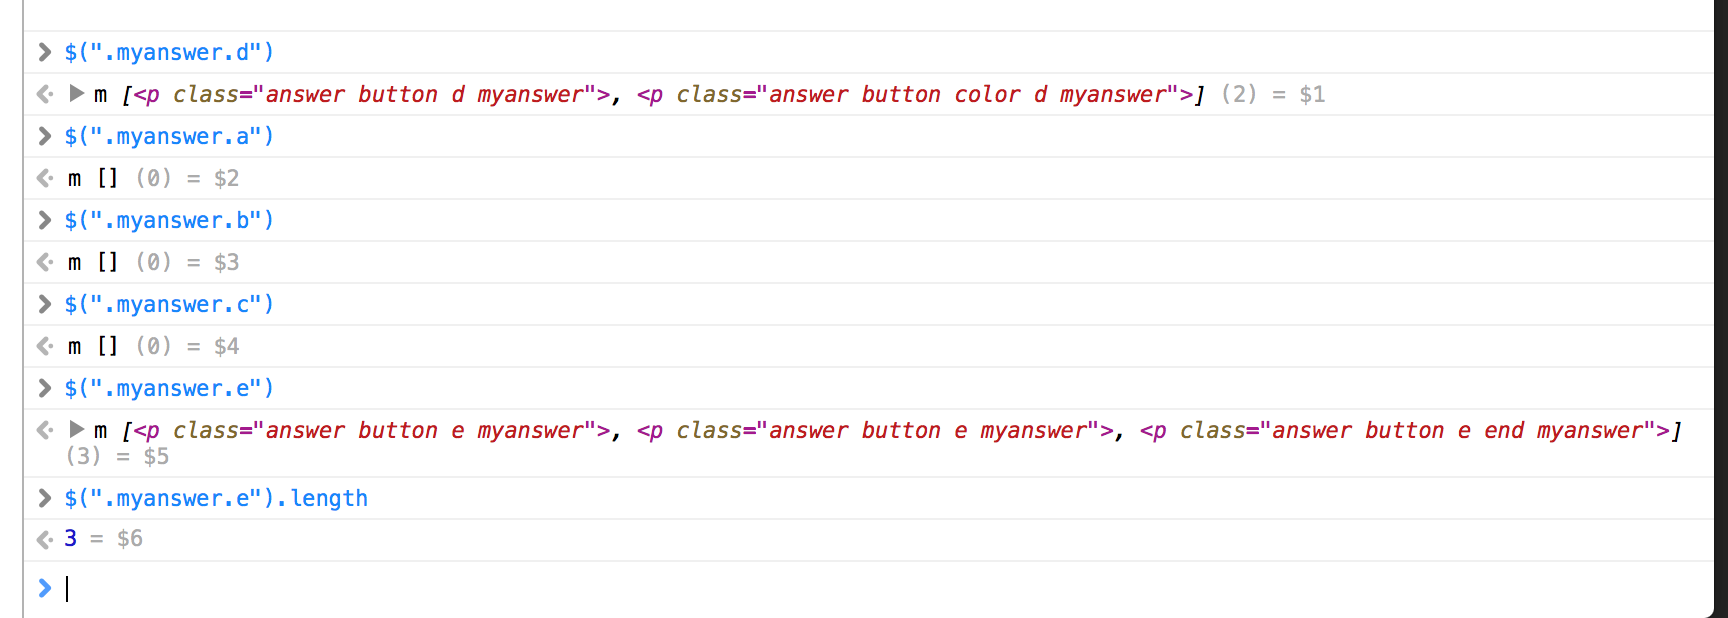 $(".myanswer.d")
m [<p class="answer button d myanswer">, <p class="answer button color d myanswer">] (2) = $1
$(".myanswer.a")
m [] (0) = $2
$(".myanswer.b")
m [] (0) = $3
$(".myanswer.c")
m [] (0) = $4
$(".myanswer.e")
m [<p class="answer button e myanswer">, <p class="answer button e myanswer">, <p class="answer button e end myanswer">]
(3) = $5
$(".myanswer.e").length
3 = $6